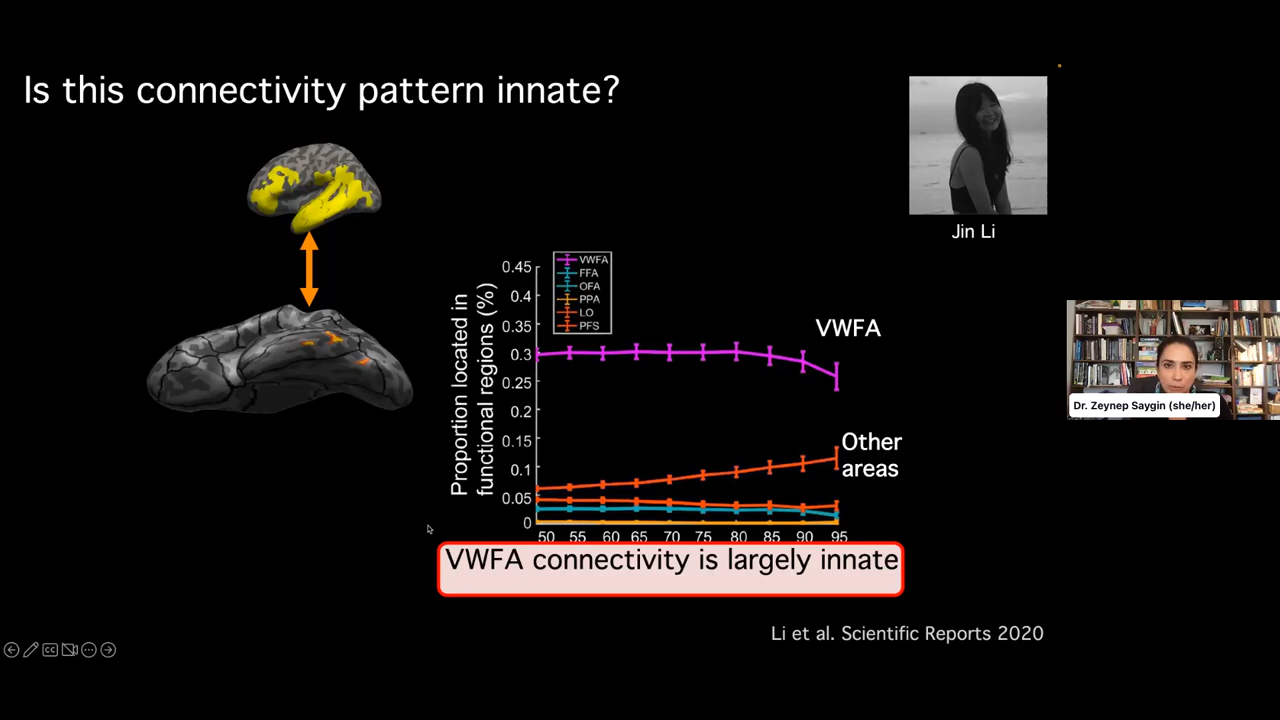 Is this connectivity pattern innate?
Jin Li
Proportion located in
functional regions (%)
0.45
0.4
0.35
0.3
0.25
0.2
0.15
0.1
0.05
0
VWFA
FFA
OFA
PPA
LO
PFS
VWFA
Other
areas
50 55 60 65 70 75 80 85 90 95
VWFA connectivity is largely innate
Li et al. Scientific Reports 2020
Dr. Zeynep Saygin (she/her)
CC